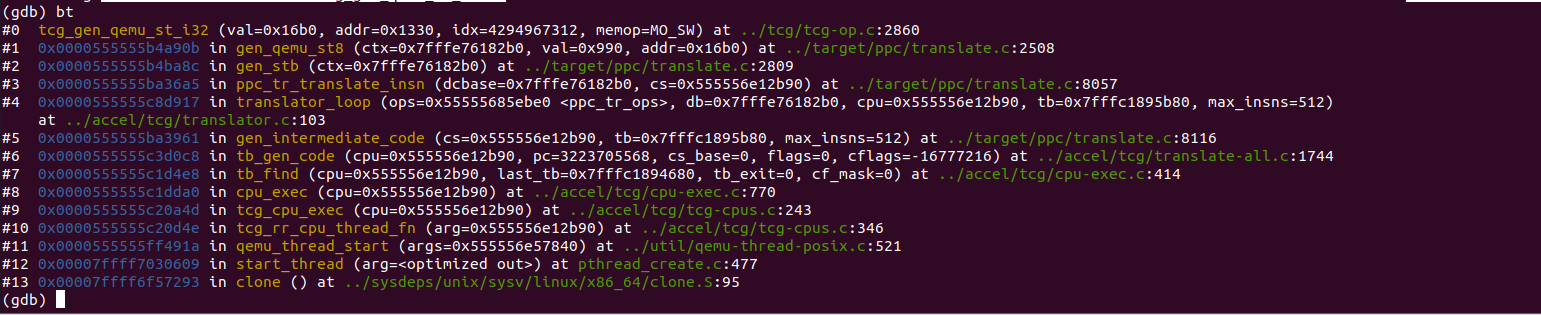 (gdb) bt
#0  tcg_gen_qemu_st_i32 (val=0x16b0, addr=0x1330, idx=4294967312, memop=MO_SW) at ../tcg/tcg-op.c:2860
#1  0x0000555555b4a90b in gen_qemu_st8 (ctx=0x7fffe76182b0, val=0x990, addr=0x16b0) at ../target/ppc/translate.c:2508
#2  0x0000555555b4ba8c in gen_stb (ctx=0x7fffe76182b0) at ../target/ppc/translate.c:2809
#3  0x0000555555ba36a5 in ppc_tr_translate_insn (dcbase=0x7fffe76182b0, cs=0x555556e12b90) at ../target/ppc/translate.c:8057
#4  0x0000555555c8d917 in translator_loop (ops=0x55555685ebe0 <ppc_tr_ops>, db=0x7fffe76182b0, cpu=0x555556e12b90, tb=0x7fffc1895b80, max_insns=512)
    at ../accel/tcg/translator.c:103
#5  0x0000555555ba3961 in gen_intermediate_code (cs=0x555556e12b90, tb=0x7fffc1895b80, max_insns=512) at ../target/ppc/translate.c:8116
#6  0x0000555555c3d0c8 in tb_gen_code (cpu=0x555556e12b90, pc=3223705568, cs_base=0, flags=0, cflags=-16777216) at ../accel/tcg/translate-all.c:1744
#7  0x0000555555c1d4e8 in tb_find (cpu=0x555556e12b90, last_tb=0x7fffc1894680, tb_exit=0, cf_mask=0) at ../accel/tcg/cpu-exec.c:414
#8  0x0000555555c1dda0 in cpu_exec (cpu=0x555556e12b90) at ../accel/tcg/cpu-exec.c:770
#9  0x0000555555c20a4d in tcg_cpu_exec (cpu=0x555556e12b90) at ../accel/tcg/tcg-cpus.c:243
#10 0x0000555555c20d4e in tcg_rr_cpu_thread_fn (arg=0x555556e12b90) at ../accel/tcg/tcg-cpus.c:346
#11 0x0000555555ff491a in qemu_thread_start (args=0x555556e57840) at ../util/qemu-thread-posix.c:521
#12 0x00007ffff7030609 in start_thread (arg=<optimized out>) at pthread_create.c:477
#13 0x00007ffff6f57293 in clone () at ../sysdeps/unix/sysv/linux/x86_64/clone.S:95
(gdb)